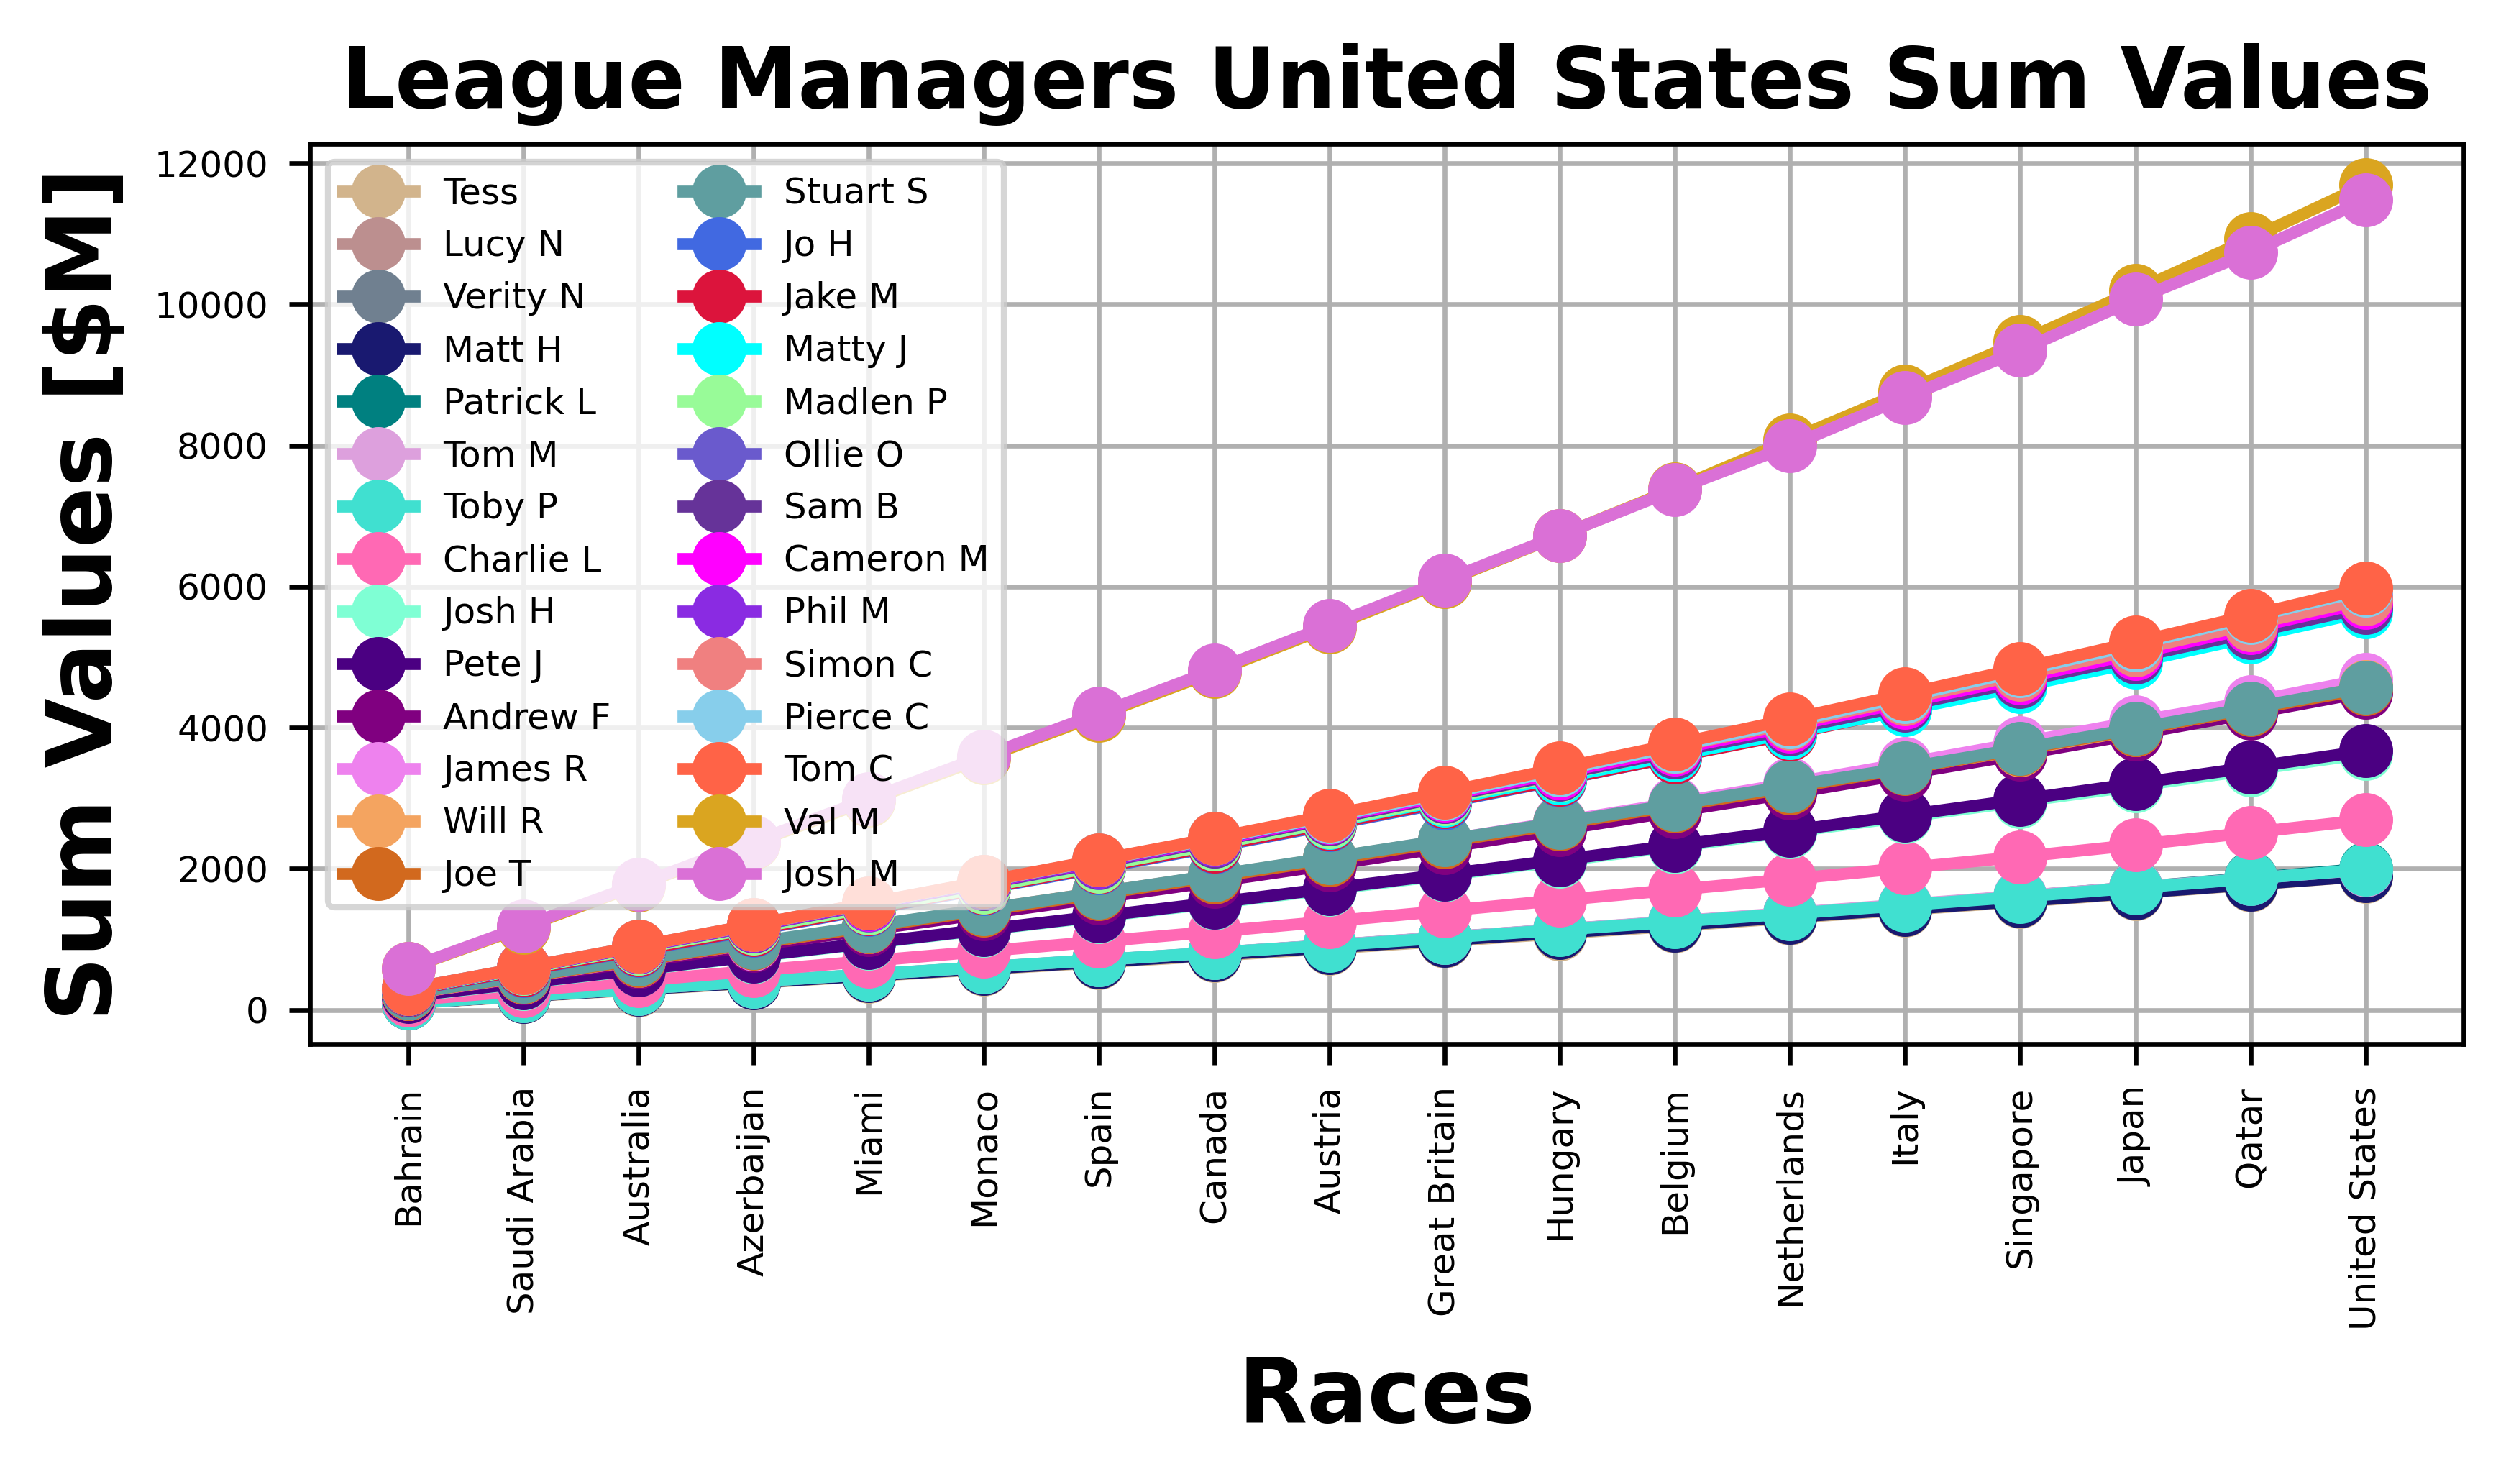 League Managers United States Sum Values
Sum Values [$M]
12000
10000
8000
6000
4000
2000
0
Tess
Lucy N
Verity N
Matt H
Patrick L
Tom M
Toby P
Charlie L
Josh H
Pete J
Andrew F
James R
Will R
Joe T
Stuart S
Jo H
Jake M
Matty J
Madlen P
Ollie O
Sam B
Cameron M
Phil M
Simon C
Pierce C
Tom C
Val M
Josh M
Bahrain
Saudi Arabia
Australia
Azerbaijan
Miami
Monaco
Spain
Canada
Austria
Great Britain
Hungary
Belgium
Netherlands
Italy
Singapore
Japan
Qatar
United States
Races